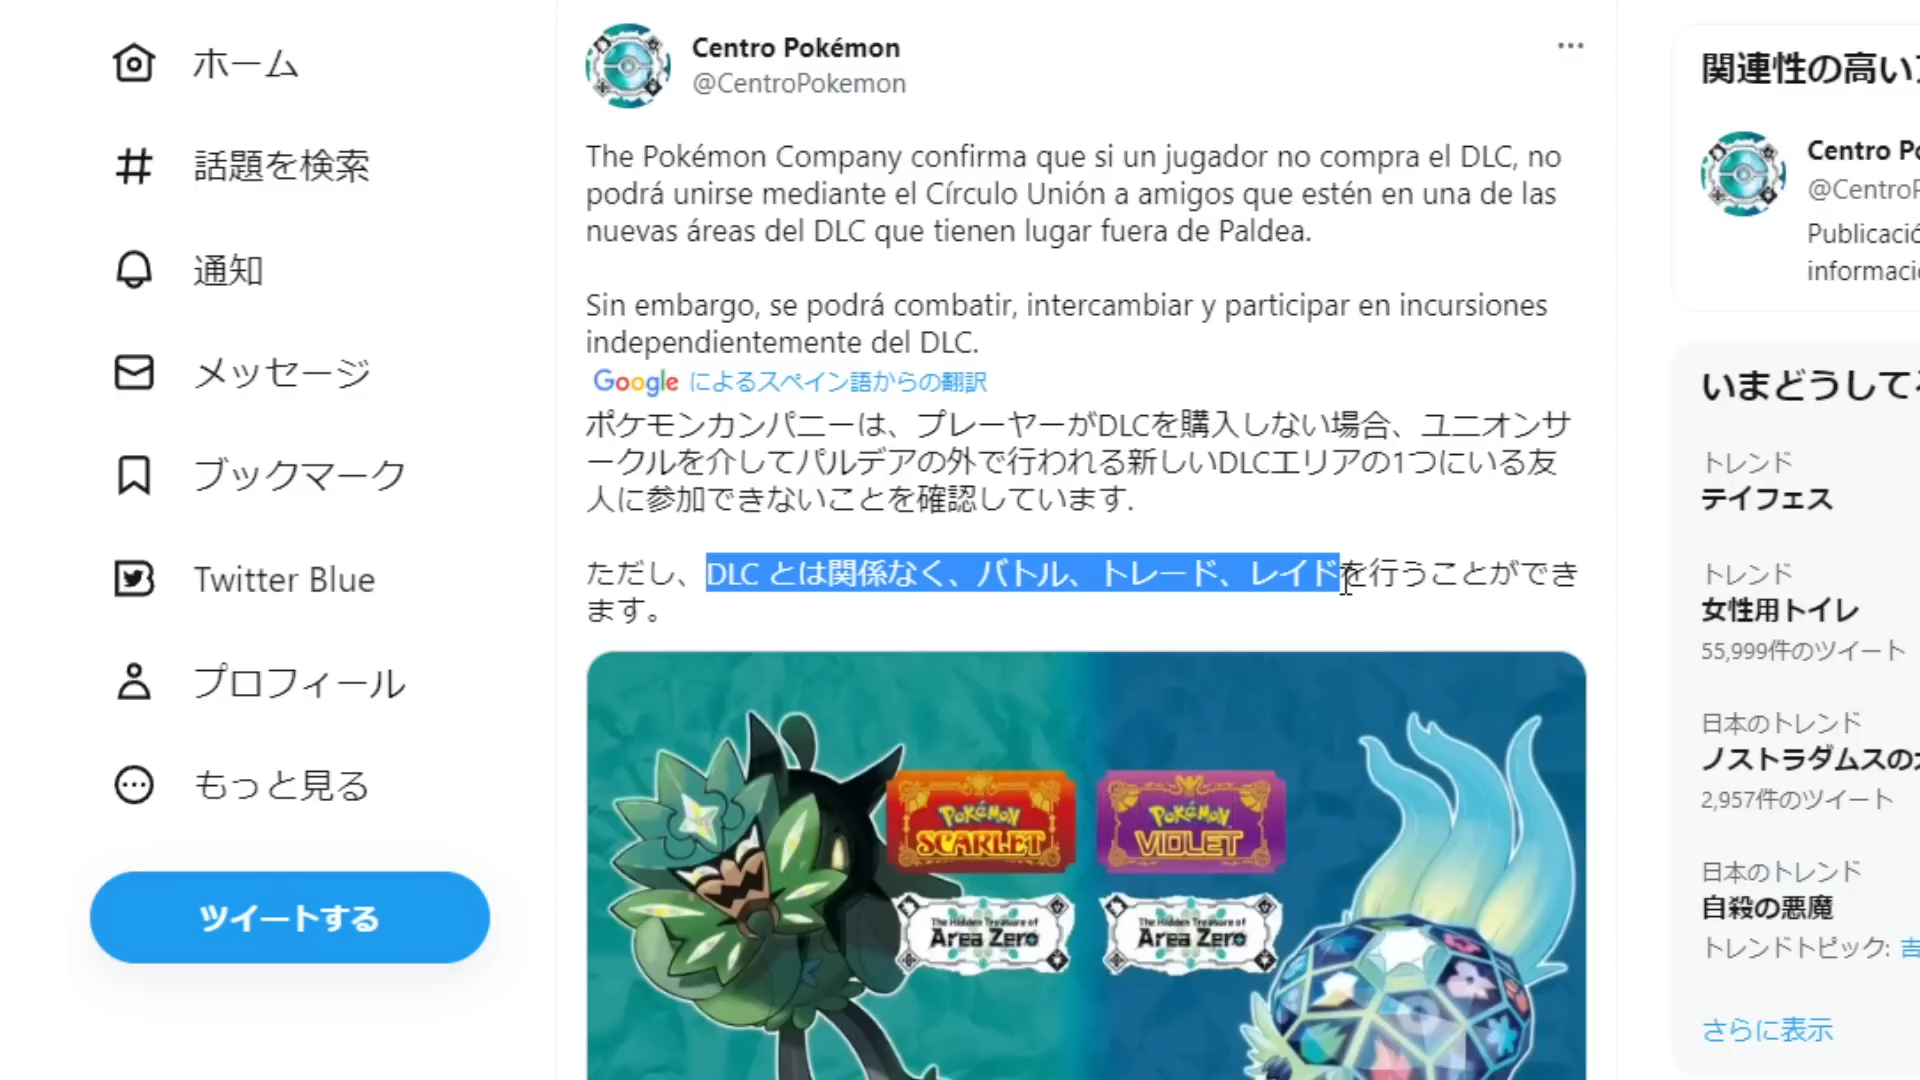 ホーム
話題を検索
通知
メッセージ
ブックマーク
Twitter Blue
プロフィール
もっと見る
ツイートする
Centro Pokémon
@CentroPokemon
The Pokémon Company confirma que si un jugador no compra el DLC, no
podrá unirse mediante el Círculo Unión a amigos que estén en una de las
nuevas áreas del DLC que tienen lugar fuera de Paldea.
Sin embargo, se podrá combatir, intercambiar y participar en incursiones
independientemente del DLC.
Google によるスペイン語からの翻訳
ポケモンカンパニーは、プレーヤーがDLCを購入しない場合、ユニオンサ
ークルを介してパルデアの外で行われる新しいDLCエリアの1つにいる友
人に参加できないことを確認しています.
ただし、DLC とは関係なく、バトル、トレード、レイドを行うことができ
ます。
Pokémon
SCARLET
The Hidden Treasure of
Area Zero
Pokémon
VIOLET
The Hidden Treasure of
Area Zero
関連性の高い
Centro
@Centro
Publicació
informaci
いまどうして
トレンド
テイフェス
トレンド
女性用トイレ
55,999件のツイート
日本のトレンド
ノストラダムスの
2,957件のツイート
日本のトレンド
自殺の悪魔
トレンドトピック: 吉
さらに表示